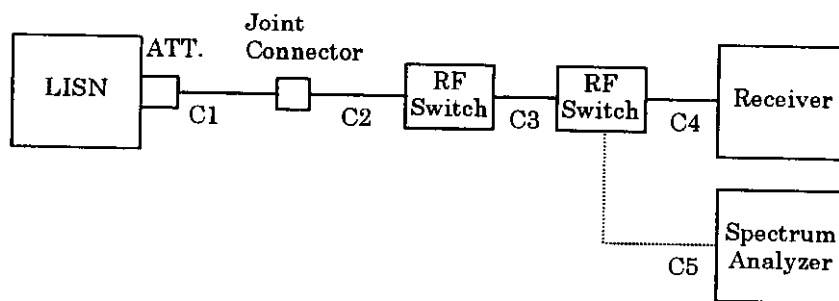 Joint
Connector
ATT.
LISN
C1
C2
RF
Switch
C3
RF
Switch
C4
Receiver
C5
Spectrum
Analyzer